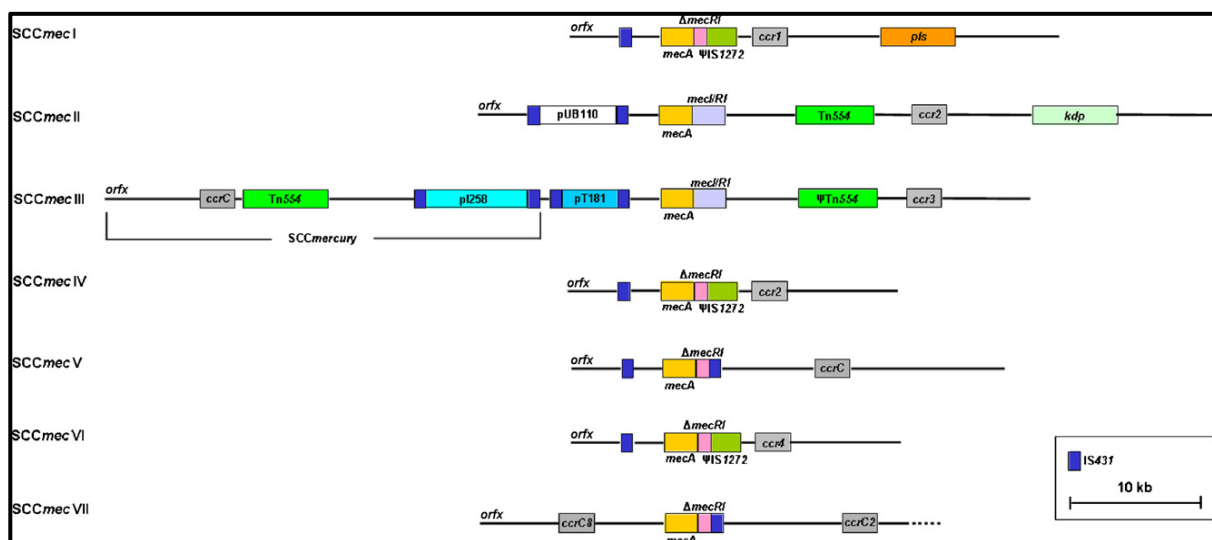 SCCmec I
orfx
ΔmecRI
mecA
ΨIS1272
ccr1
pls
SCCmec II
orfx
pUB110
mecI/RI
mecA
Tn554
ccr2
kdp
SCCmec III
orfx
ccrC
Tn554
pI258
pT181
mecI/RI
mecA
ΨTn554
ccr3
SCCmercury
SCCmec IV
orfx
ΔmecRI
mecA
ΨIS1272
ccr2
SCCmec V
orfx
ΔmecRI
mecA
ccrC
SCCmec VI
orfx
ΔmecRI
mecA
ΨIS1272
ccr4
IS431
10 kb
SCCmec VII
orfx
ccrC8
ΔmecRI
mecA
ccrC2